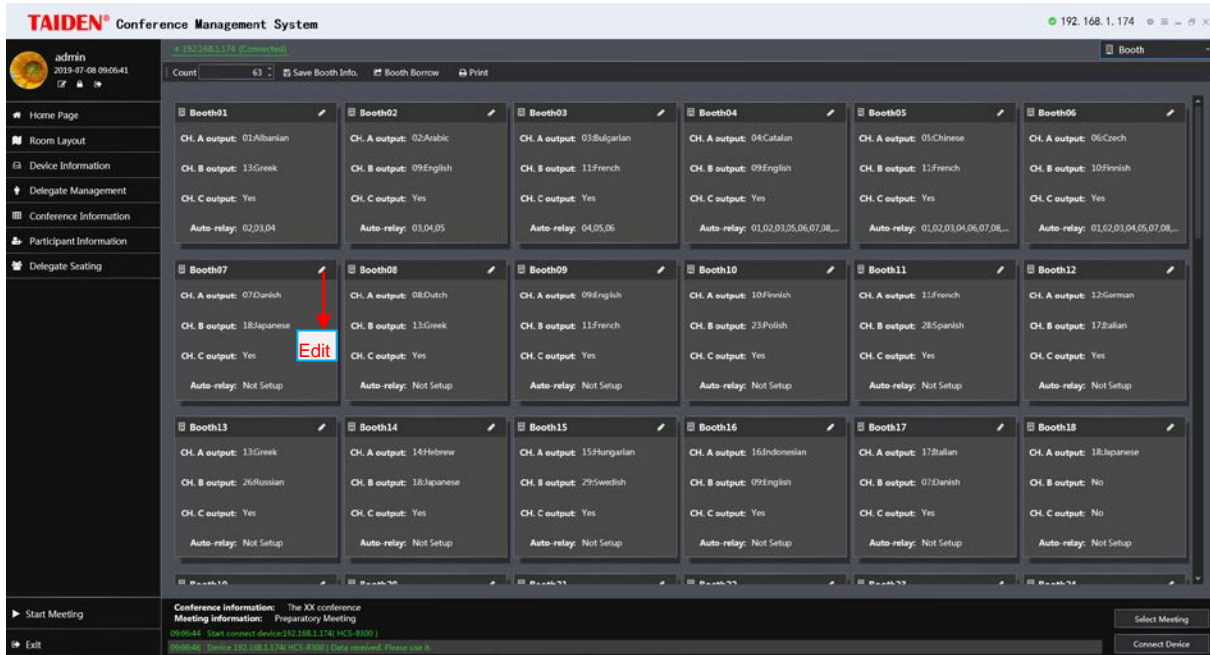 TAIDEN® Conference Management System
192.168.1.174
admin
2019-07-08 09:06:41
192.168.1.174 (Connected)
Booth
Count 63 Save Booth Info. Booth Borrow Print
Home Page
Room Layout
Device Information
Delegate Management
Conference Information
Participant Information
Delegate Seating
Booth01 Booth02 Booth03 Booth04 Booth05 Booth06
CH. A output: 01:Albanian CH. A output: 02:Arabic CH. A output: 03:Bulgarian CH. A output: 04:Catalan CH. A output: 05:Chinese CH. A output: 06:Czech
CH. B output: 13:Greek CH. B output: 09:English CH. B output: 11:French CH. B output: 09:English CH. B output: 11:French CH. B output: 10:Finnish
CH. C output: Yes CH. C output: Yes CH. C output: Yes CH. C output: Yes CH. C output: Yes CH. C output: Yes
Auto-relay: 02,03,04 Auto-relay: 03,04,05 Auto-relay: 04,05,06 Auto-relay: 01,02,03,05,06,07,08,... Auto-relay: 01,02,03,04,06,07,08,... Auto-relay: 01,02,03,04,05,07,08,...
Booth07 Booth08 Booth09 Booth10 Booth11 Booth12
CH. A output: 07:Danish CH. A output: 08:Dutch CH. A output: 09:English CH. A output: 10:Finnish CH. A output: 11:French CH. A output: 12:German
CH. B output: 18:Japanese CH. B output: 13:Greek CH. B output: 11:French CH. B output: 23:Polish CH. B output: 28:Spanish CH. B output: 17:Italian
Edit
CH. C output: Yes CH. C output: Yes CH. C output: Yes CH. C output: Yes CH. C output: Yes CH. C output: Yes
Auto-relay: Not Setup Auto-relay: Not Setup Auto-relay: Not Setup Auto-relay: Not Setup Auto-relay: Not Setup Auto-relay: Not Setup
Booth13 Booth14 Booth15 Booth16 Booth17 Booth18
CH. A output: 13:Greek CH. A output: 14:Hebrew CH. A output: 15:Hungarian CH. A output: 16:Indonesian CH. A output: 17:Italian CH. A output: 18:Japanese
CH. B output: 26:Russian CH. B output: 18:Japanese CH. B output: 29:Swedish CH. B output: 09:English CH. B output: 07:Danish CH. B output: No
CH. C output: Yes CH. C output: Yes CH. C output: Yes CH. C output: Yes CH. C output: Yes CH. C output: No
Auto-relay: Not Setup Auto-relay: Not Setup Auto-relay: Not Setup Auto-relay: Not Setup Auto-relay: Not Setup Auto-relay: Not Setup
Start Meeting
Exit
Conference information: The XX conference
Meeting information: Preparatory Meeting
09:06:44 Start connect device:192.168.1.174( HCS-8300 )
09:06:46 Device 192.168.1.174( HCS-8300 ) Data received. Please use it.
Select Meeting
Connect Device